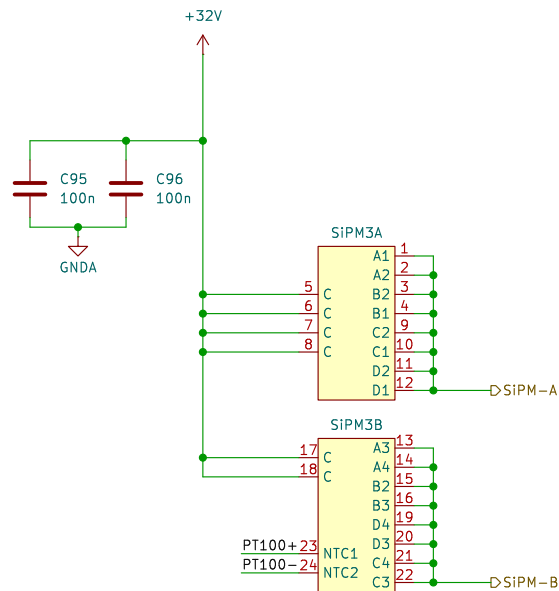 +32V
C95
100n
C96
100n
GNDA
SiPM3A
A1 1
A2 2
5 C B2 3
6 C B1 4
7 C C2 9
8 C C1 10
D2 11
D1 12 SiPM-A
SiPM3B
A3 13
17 C A4 14
18 C B2 15
B3 16
D4 19
PT100+ 23 NTC1 D3 20
PT100- 24 NTC2 C4 21
C3 22 SiPM-B